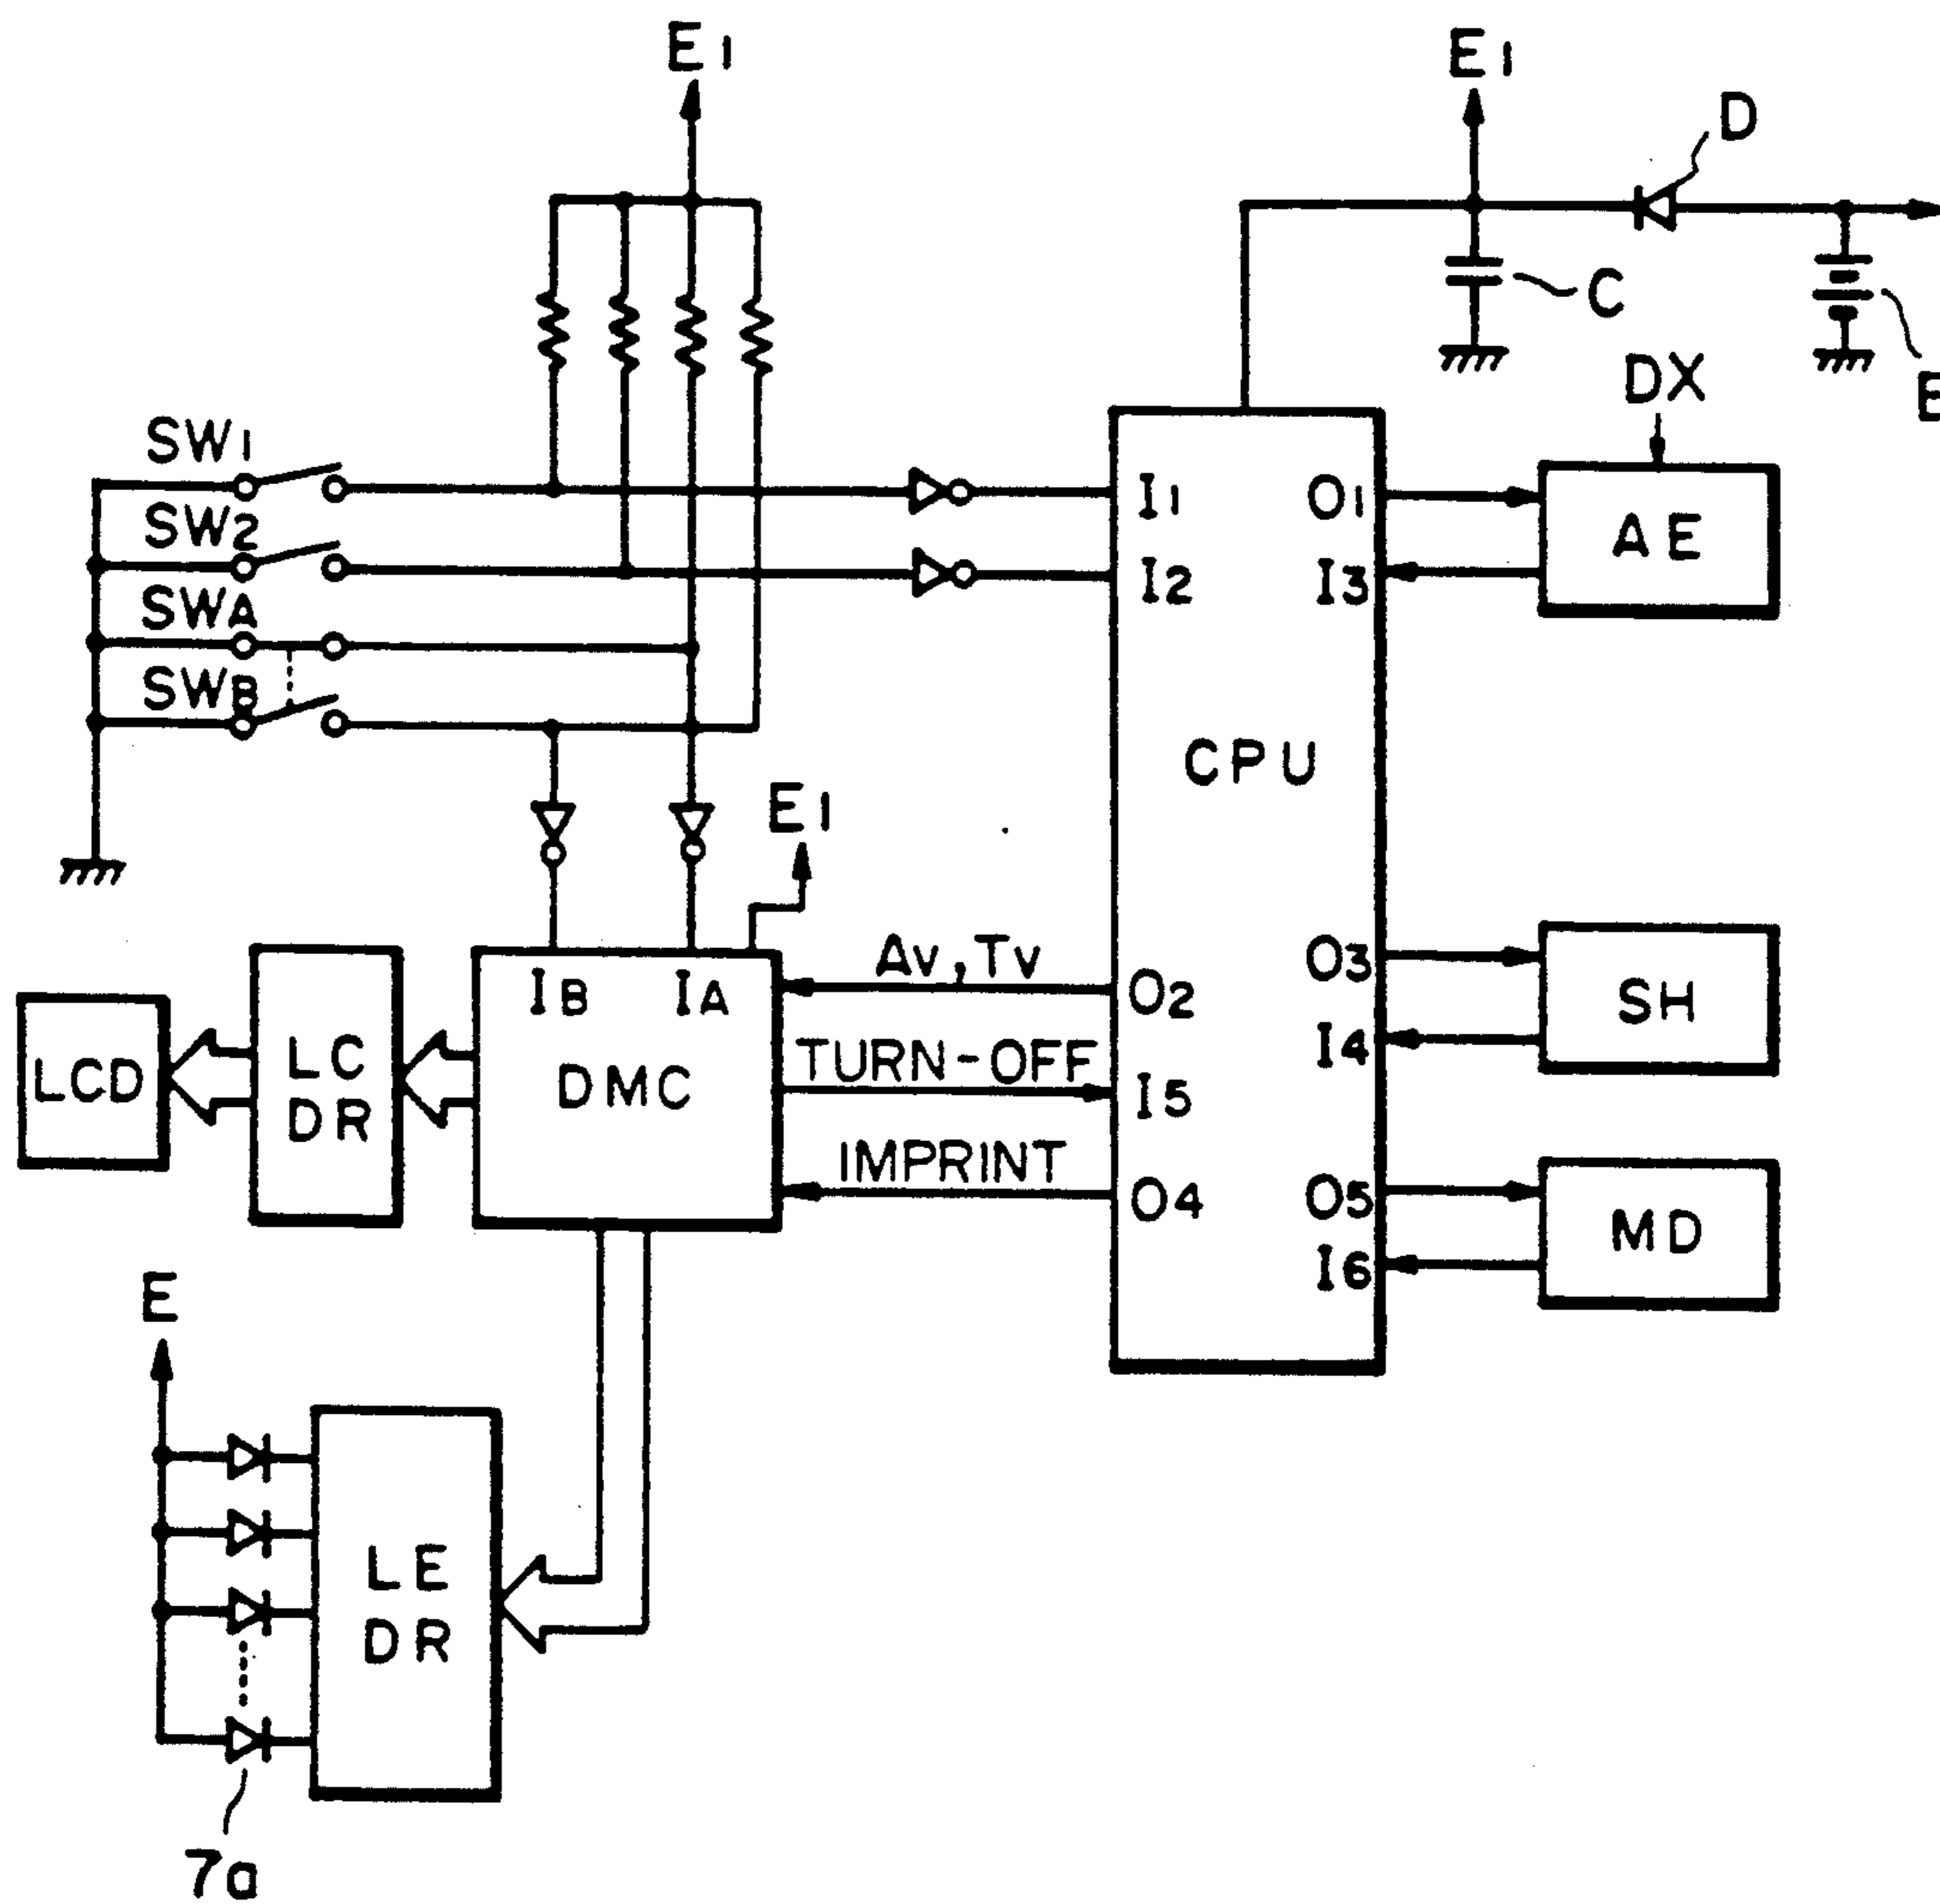 E1
E1
D
C
DX
SW1
SW2
SWA
SWB
I1
O1
AE
I2
I3
CPU
E1
IB
IA
Av,Tv
O2
O3
SH
I4
LCD
LC
DR
DMC
TURN-OFF
I5
IMPRINT
O4
O5
MD
I6
E
LE
DR
7a